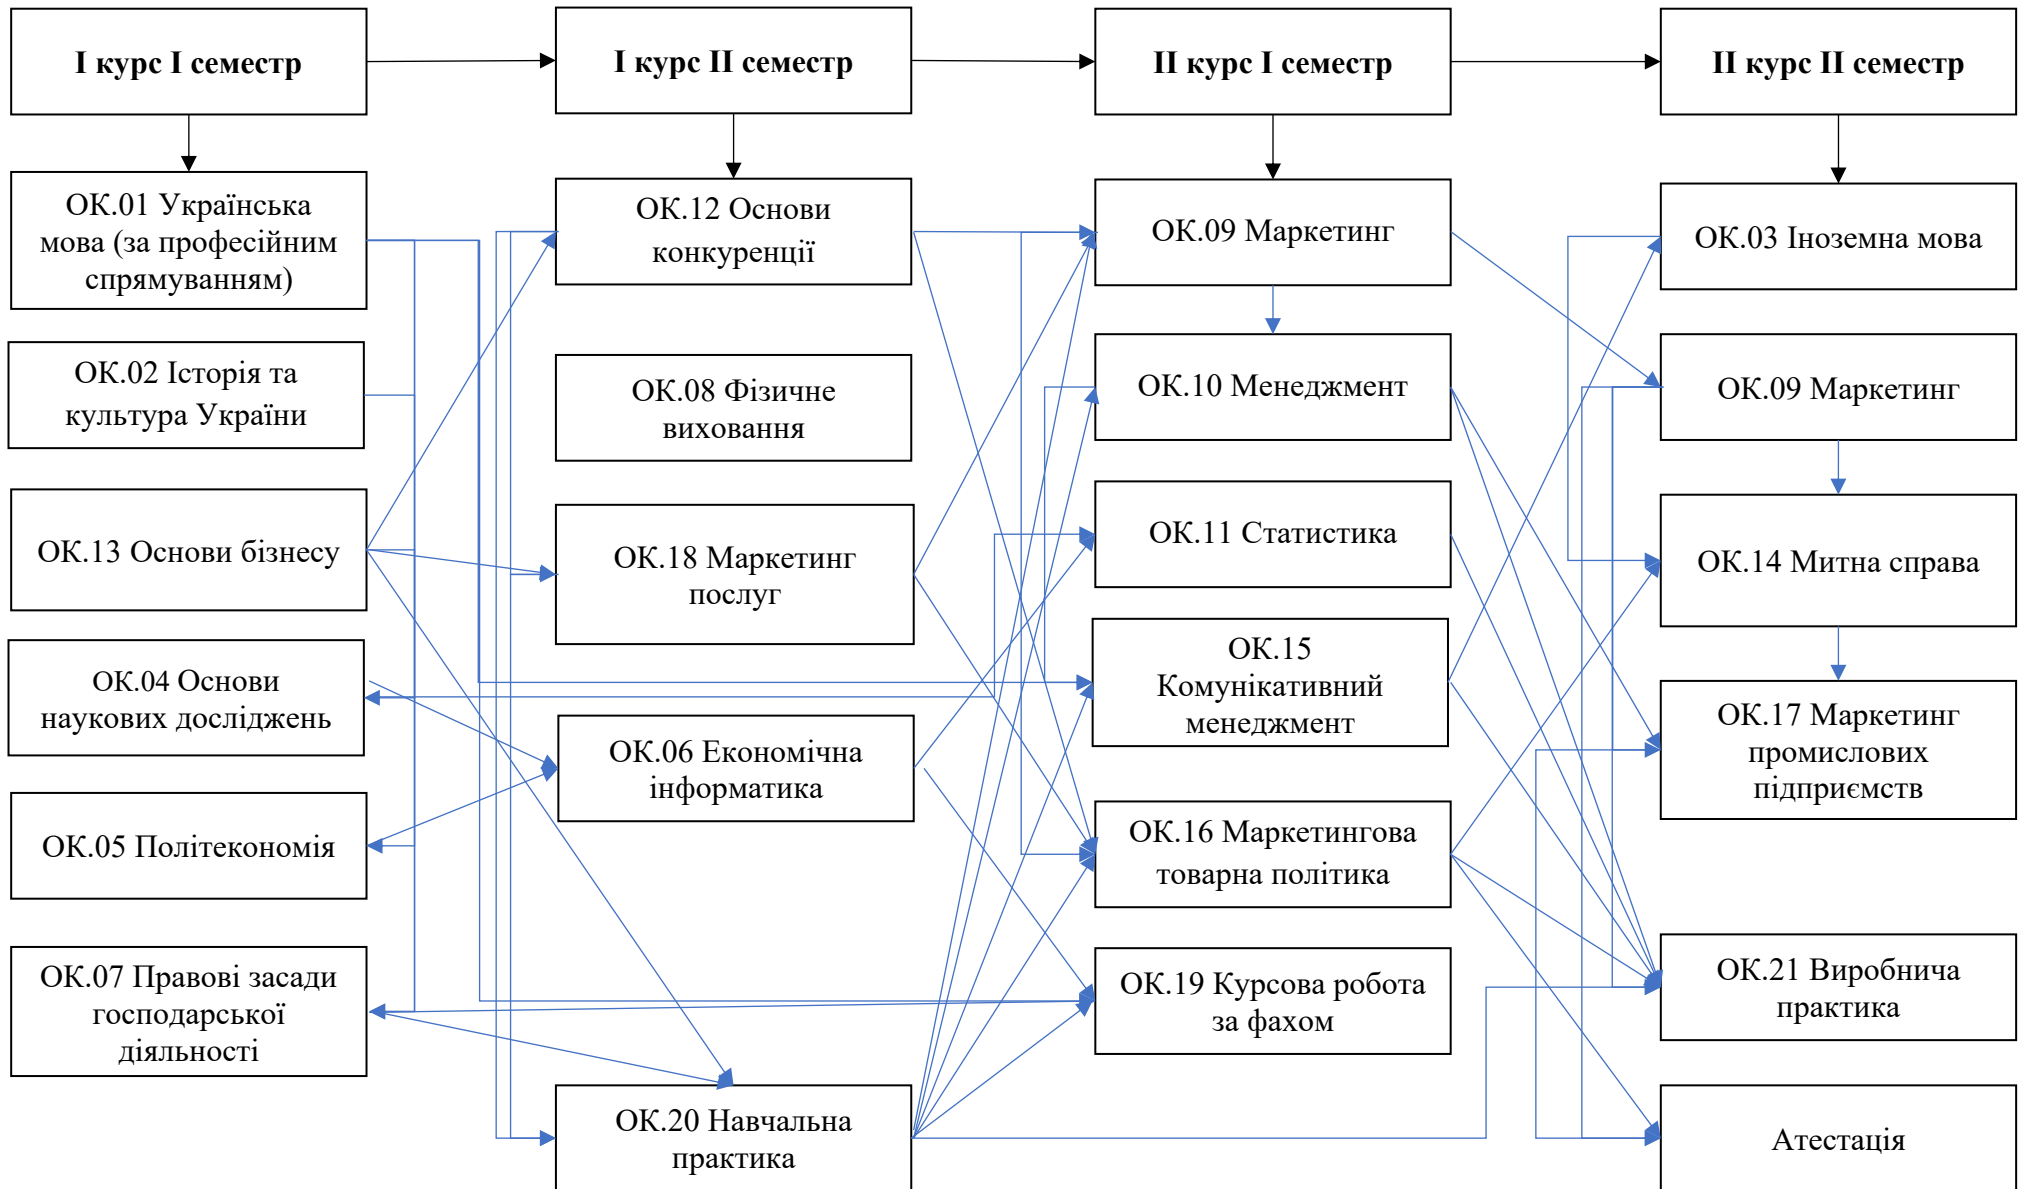 І курс І семестр
І курс ІІ семестр
ІІ курс І семестр
ІІ курс ІІ семестр
ОК.01 Українська
мова (за професійним
спрямуванням)
ОК.02 Історія та
культура України
ОК.13 Основи бізнесу
ОК.04 Основи
наукових досліджень
ОК.05 Політекономія
ОК.07 Правові засади
господарської
діяльності
ОК.12 Основи
конкуренції
ОК.08 Фізичне
виховання
ОК.18 Маркетинг
послуг
ОК.06 Економічна
інформатика
ОК.20 Навчальна
практика
ОК.09 Маркетинг
ОК.10 Менеджмент
ОК.11 Статистика
ОК.15
Комунікативний
менеджмент
ОК.16 Маркетингова
товарна політика
ОК.19 Курсова робота
за фахом
ОК.03 Іноземна мова
ОК.09 Маркетинг
ОК.14 Митна справа
ОК.17 Маркетинг
промислових
підприємств
ОК.21 Виробнича
практика
Атестація